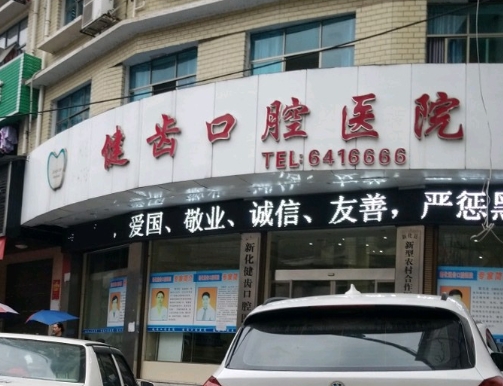 健齿口腔医院
TEL:6416666
、爱国、敬业、诚信、友善，严惩黑
新化健齿口腔
新型农村合作